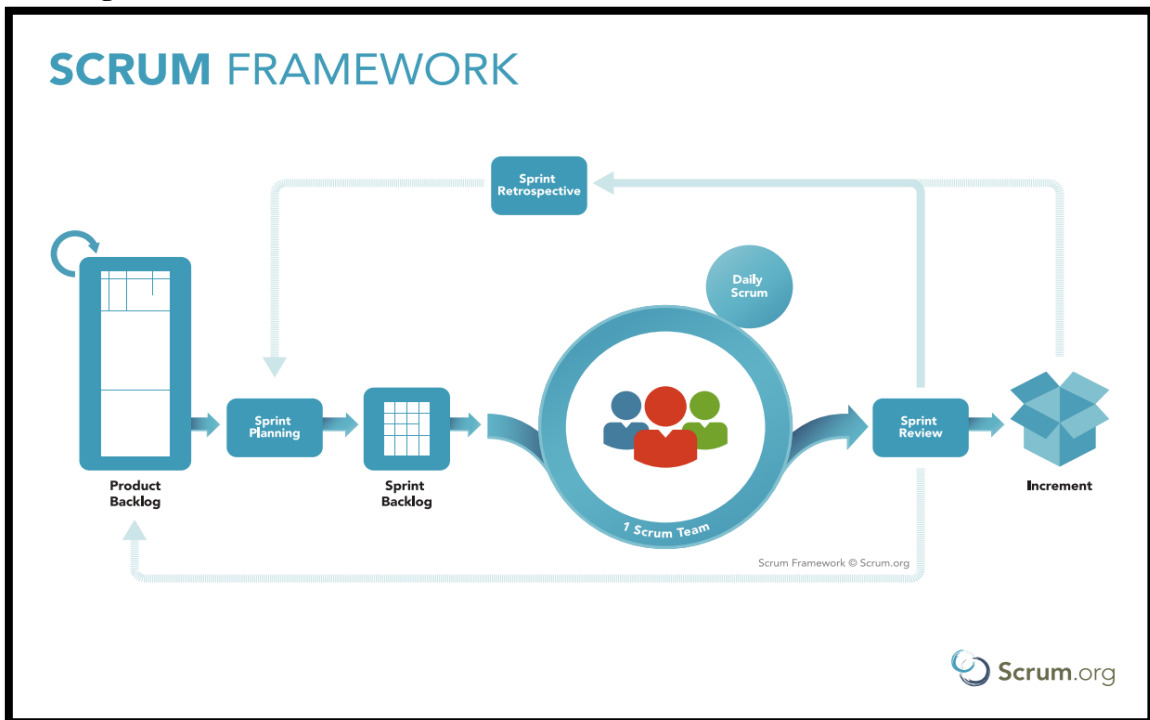 SCRUM FRAMEWORK
Sprint
Retrospective
Daily
Scrum
Sprint
Planning
Sprint
Review
Product
Backlog
Sprint
Backlog
1 Scrum Team
Increment
Scrum Framework © Scrum.org
Scrum.org